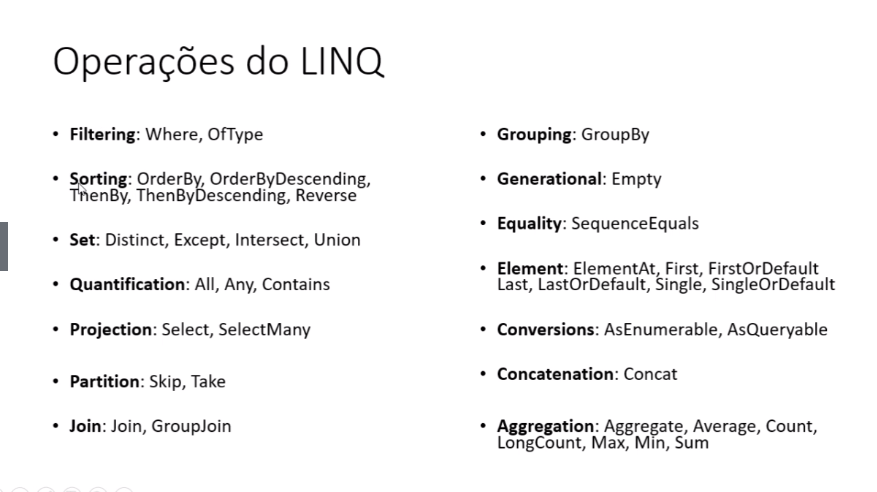 Operações do LINQ
• Filtering: Where, OfType
• Sorting: OrderBy, OrderByDescending,
ThenBy, ThenByDescending, Reverse
• Set: Distinct, Except, Intersect, Union
• Quantification: All, Any, Contains
• Projection: Select, SelectMany
• Partition: Skip, Take
• Join: Join, GroupJoin
• Grouping: GroupBy
• Generational: Empty
• Equality: SequenceEquals
• Element: ElementAt, First, FirstOrDefault
Last, LastOrDefault, Single, SingleOrDefault
• Conversions: AsEnumerable, AsQueryable
• Concatenation: Concat
• Aggregation: Aggregate, Average, Count,
LongCount, Max, Min, Sum